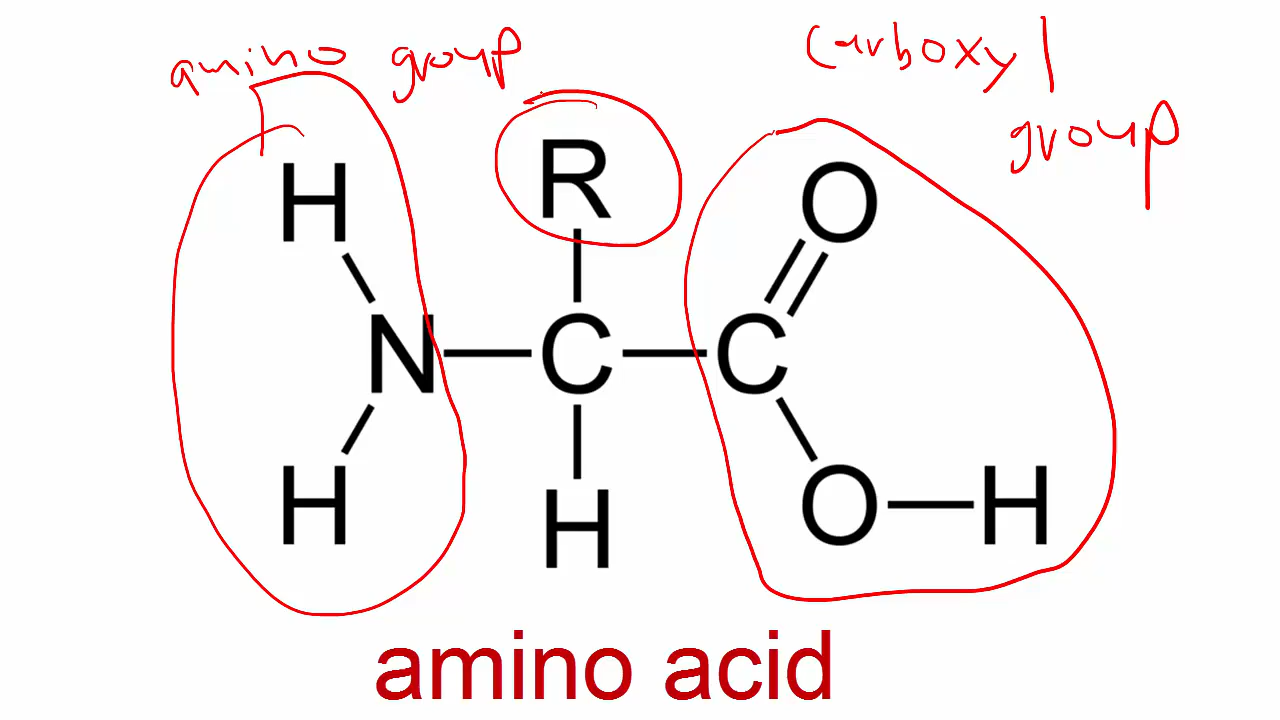 amino group
carboxyl
group
R
H
O
N
C
C
H
H
O
H
amino acid